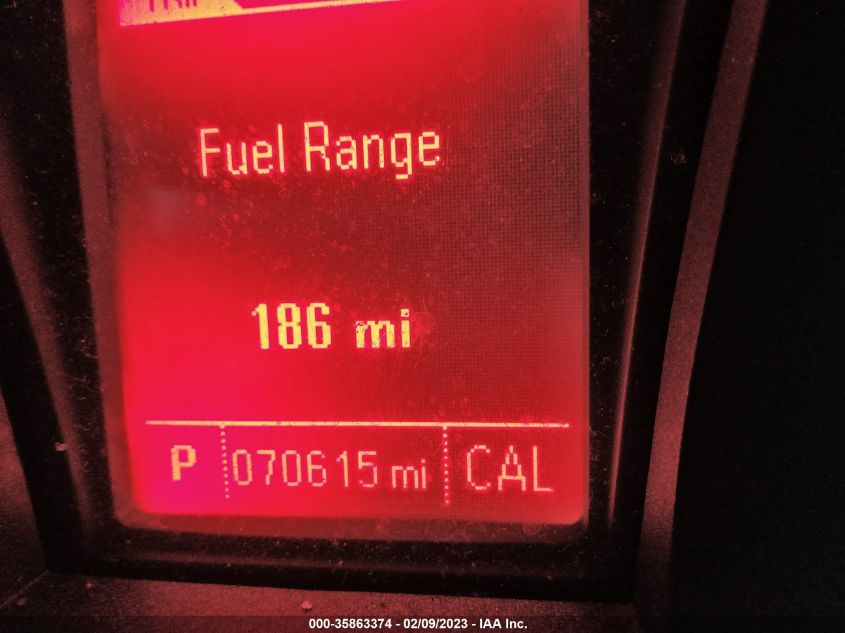 Fuel Range
186 mi
P 070615 mi CAL
000-35863374 - 02/09/2023 - IAA Inc.